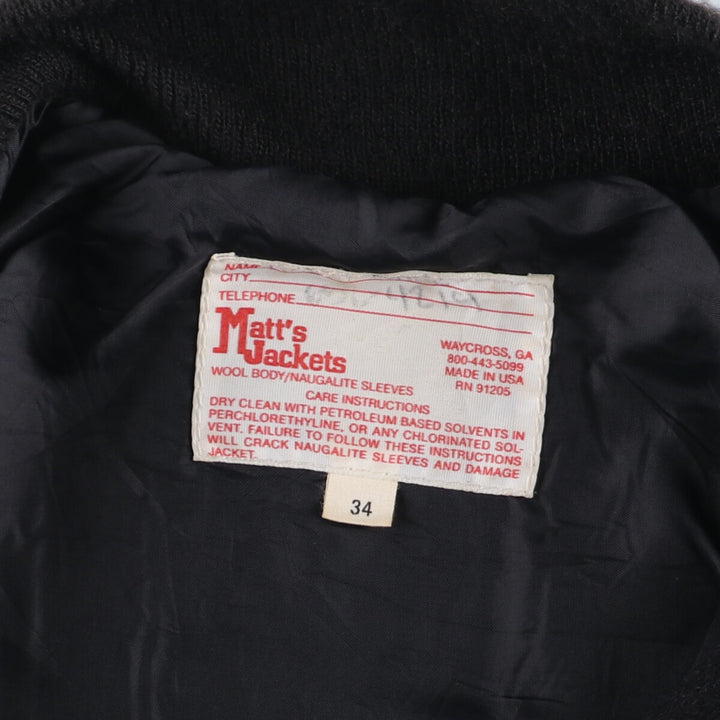 NAME
CITY
TELEPHONE 4219
Matt's
Jackets
WAYCROSS, GA
800-443-5099
MADE IN USA
RN 91205
WOOL BODY/NAUGALITE SLEEVES
CARE INSTRUCTIONS
DRY CLEAN WITH PETROLEUM BASED SOLVENTS IN
PERCHLORETHYLINE, OR ANY CHLORINATED SOL-
VENT. FAILURE TO FOLLOW THESE INSTRUCTIONS
WILL CRACK NAUGALITE SLEEVES AND DAMAGE
JACKET.
34